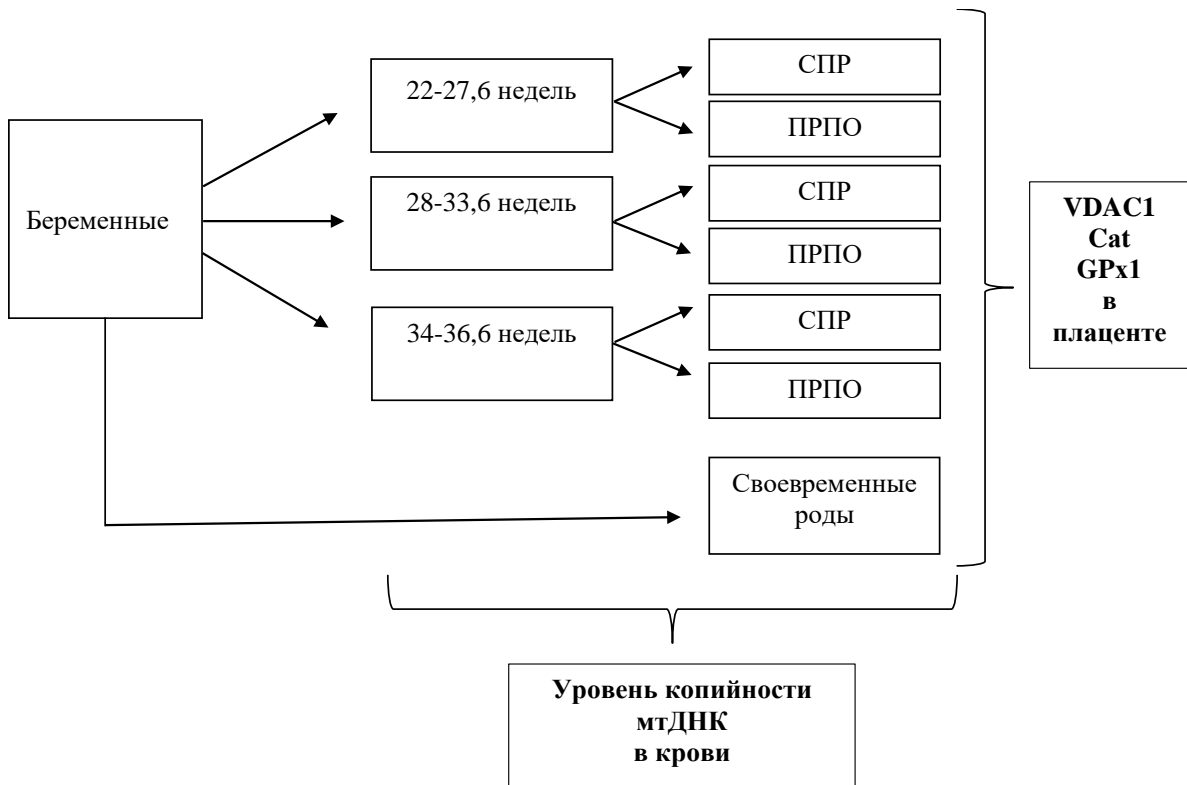 Беременные
22-27,6 недель
СПР
ПРПО
28-33,6 недель
СПР
ПРПО
34-36,6 недель
СПР
ПРПО
Своевременные
роды
VDAC1
Cat
GPx1
в
плаценте
Уровень копийности
мтДНК
в крови